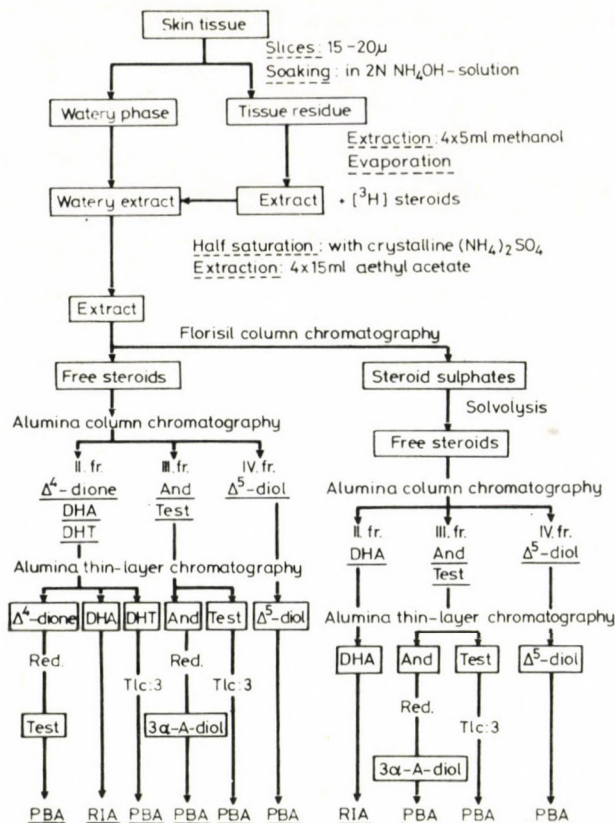 Skin tissue
Slices: 15-20μ
Soaking: in 2N NH₄OH-solution
Watery phase
Tissue residue
Extraction: 4x5ml methanol
Evaporation
Watery extract
Extract
+ [³H] steroids
Half saturation: with crystalline (NH₄)₂SO₄
Extraction: 4x15ml aethyl acetate
Extract
Florisil column chromatography
Free steroids
Steroid sulphates
Solvolysis
Free steroids
Alumina column chromatography
II. fr.
Δ⁴-dione
DHA
DHT
III. fr.
And
Test
IV. fr.
Δ⁵-diol
Alumina column chromatography
II. fr.
DHA
III. fr.
And
Test
IV. fr.
Δ⁵-diol
Alumina thin-layer chromatography
Δ⁴-dione DHA DHT And Test Δ⁵-diol
Red. Tlc:3 Red. Tlc:3
Test 3α-A-diol
PBA RIA PBA PBA PBA PBA
Alumina thin-layer chromatography
DHA And Test Δ⁵-diol
Red. Tlc:3
3α-A-diol
RIA PBA PBA PBA